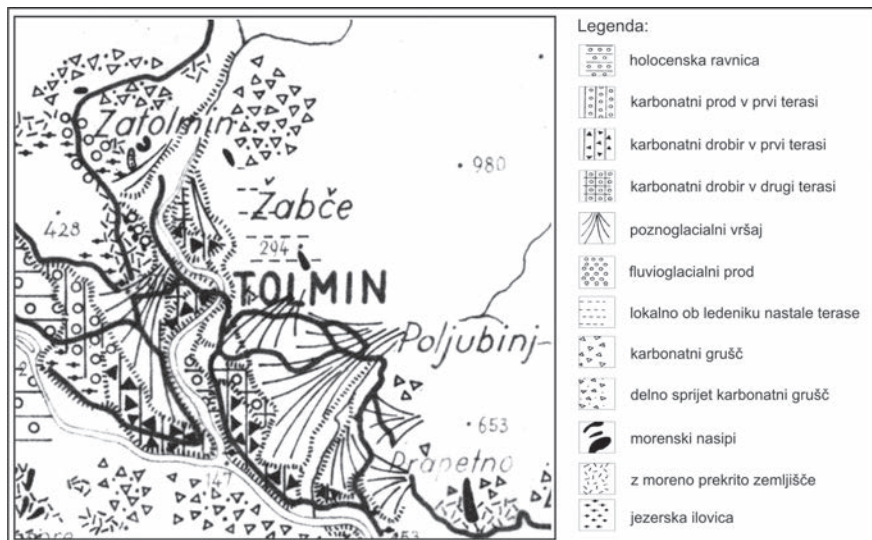 Zatolmin
980
Žabče
428
294
TOLMIN
Poljubinj
653
Prapetno
147
Legenda:
holocenska ravnica
karbonatni prod v prvi terasi
karbonatni drobir v prvi terasi
karbonatni drobir v drugi terasi
poznoglacialni vršaj
fluvioglacialni prod
lokalno ob ledeniku nastale terase
karbonatni grušč
delno sprijet karbonatni grušč
morenski nasipi
z moreno prekrito zemljišče
jezerska ilovica